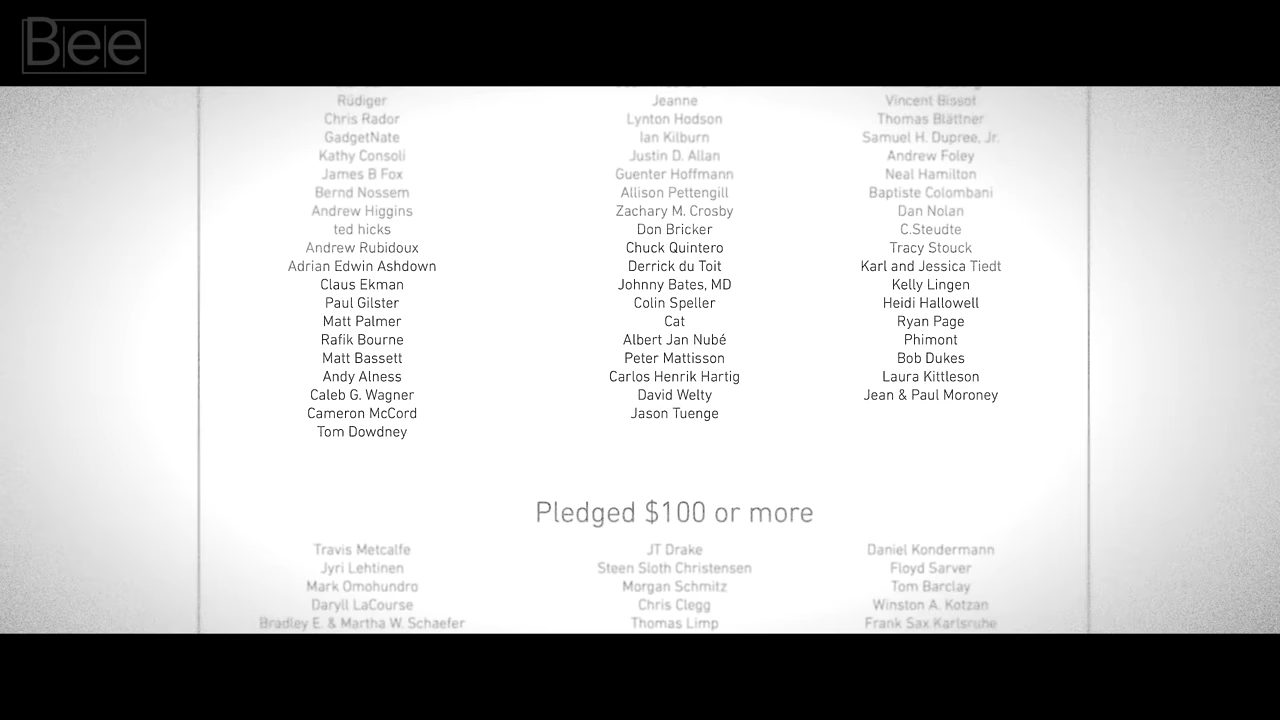 Bee
Rüdiger
Chris Rador
GadgetNate
Kathy Consoli
James B Fox
Bernd Nossem
Andrew Higgins
ted hicks
Andrew Rubidoux
Adrian Edwin Ashdown
Claus Ekman
Paul Gilster
Matt Palmer
Rafik Bourne
Matt Bassett
Andy Alness
Caleb G. Wagner
Cameron McCord
Tom Dowdney
Jeanne
Lynton Hodson
Ian Kilburn
Justin D. Allan
Guenter Hoffmann
Allison Pettengill
Zachary M. Crosby
Don Bricker
Chuck Quintero
Derrick du Toit
Johnny Bates, MD
Colin Speller
Cat
Albert Jan Nubé
Peter Mattisson
Carlos Henrik Hartig
David Welty
Jason Tuenge
Vincent Bissot
Thomas Blättner
Samuel H. Dupree, Jr.
Andrew Foley
Neal Hamilton
Baptiste Colombani
Dan Nolan
C.Steudte
Tracy Stouck
Karl and Jessica Tiedt
Kelly Lingen
Heidi Hallowell
Ryan Page
Phimont
Bob Dukes
Laura Kittleson
Jean & Paul Moroney
Pledged $100 or more
Travis Metcalfe
Jyri Lehtinen
Mark Omohundro
Daryll LaCourse
Bradley E. & Martha W. Schaefer
JT Drake
Steen Sloth Christensen
Morgan Schmitz
Chris Clegg
Thomas Limp
Daniel Kondermann
Floyd Sarver
Tom Barclay
Winston A. Kotzan
Frank Sax Karlsruhe